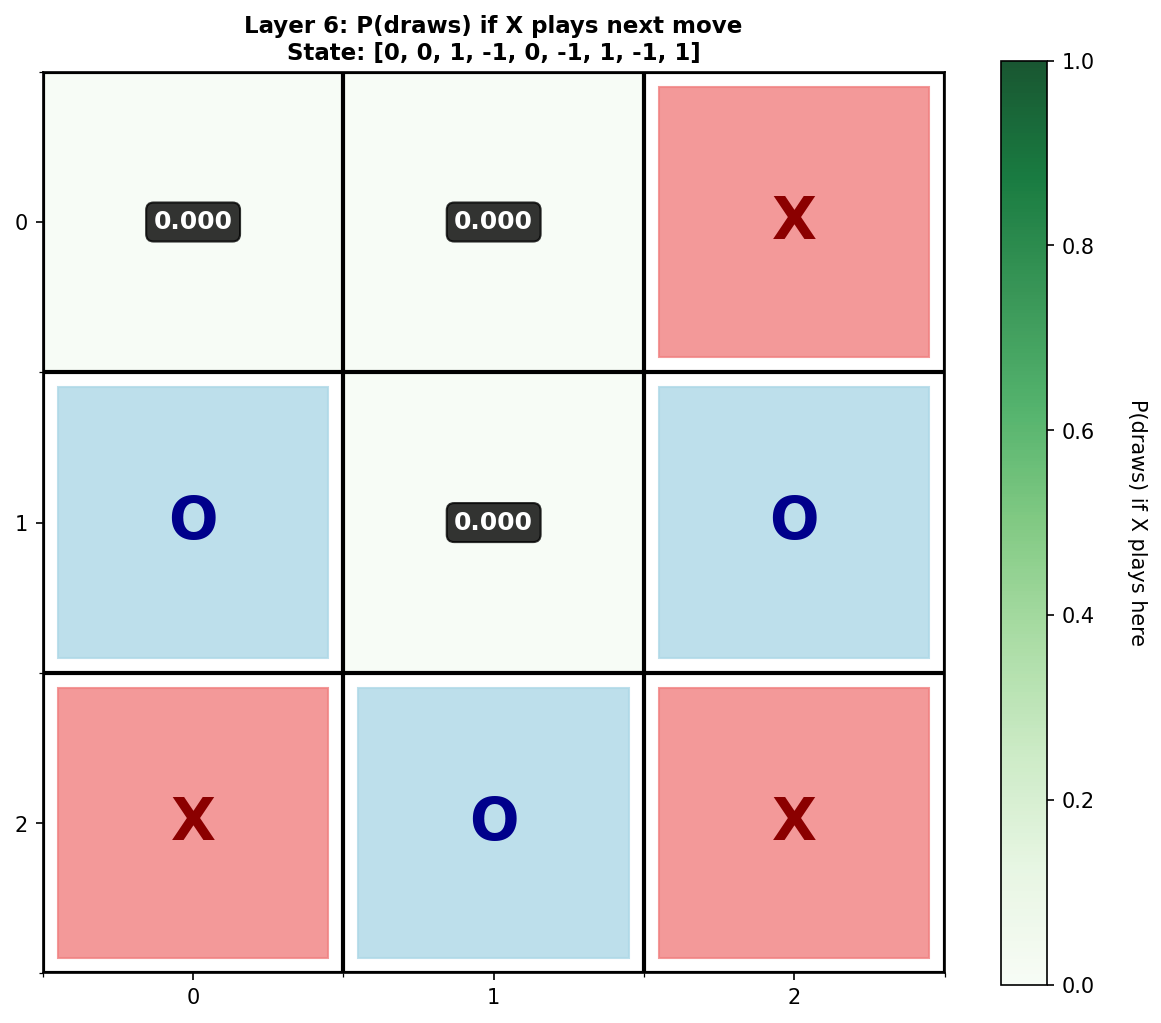 Layer 6: P(draws) if X plays next move
State: [0, 0, 1, -1, 0, -1, 1, -1, 1]
1.0
0.8
0.6
0.4
0.2
0.0
P(draws) if X plays here
0
0.000
0.000
X
1
O
0.000
O
2
X
O
X
0
1
2